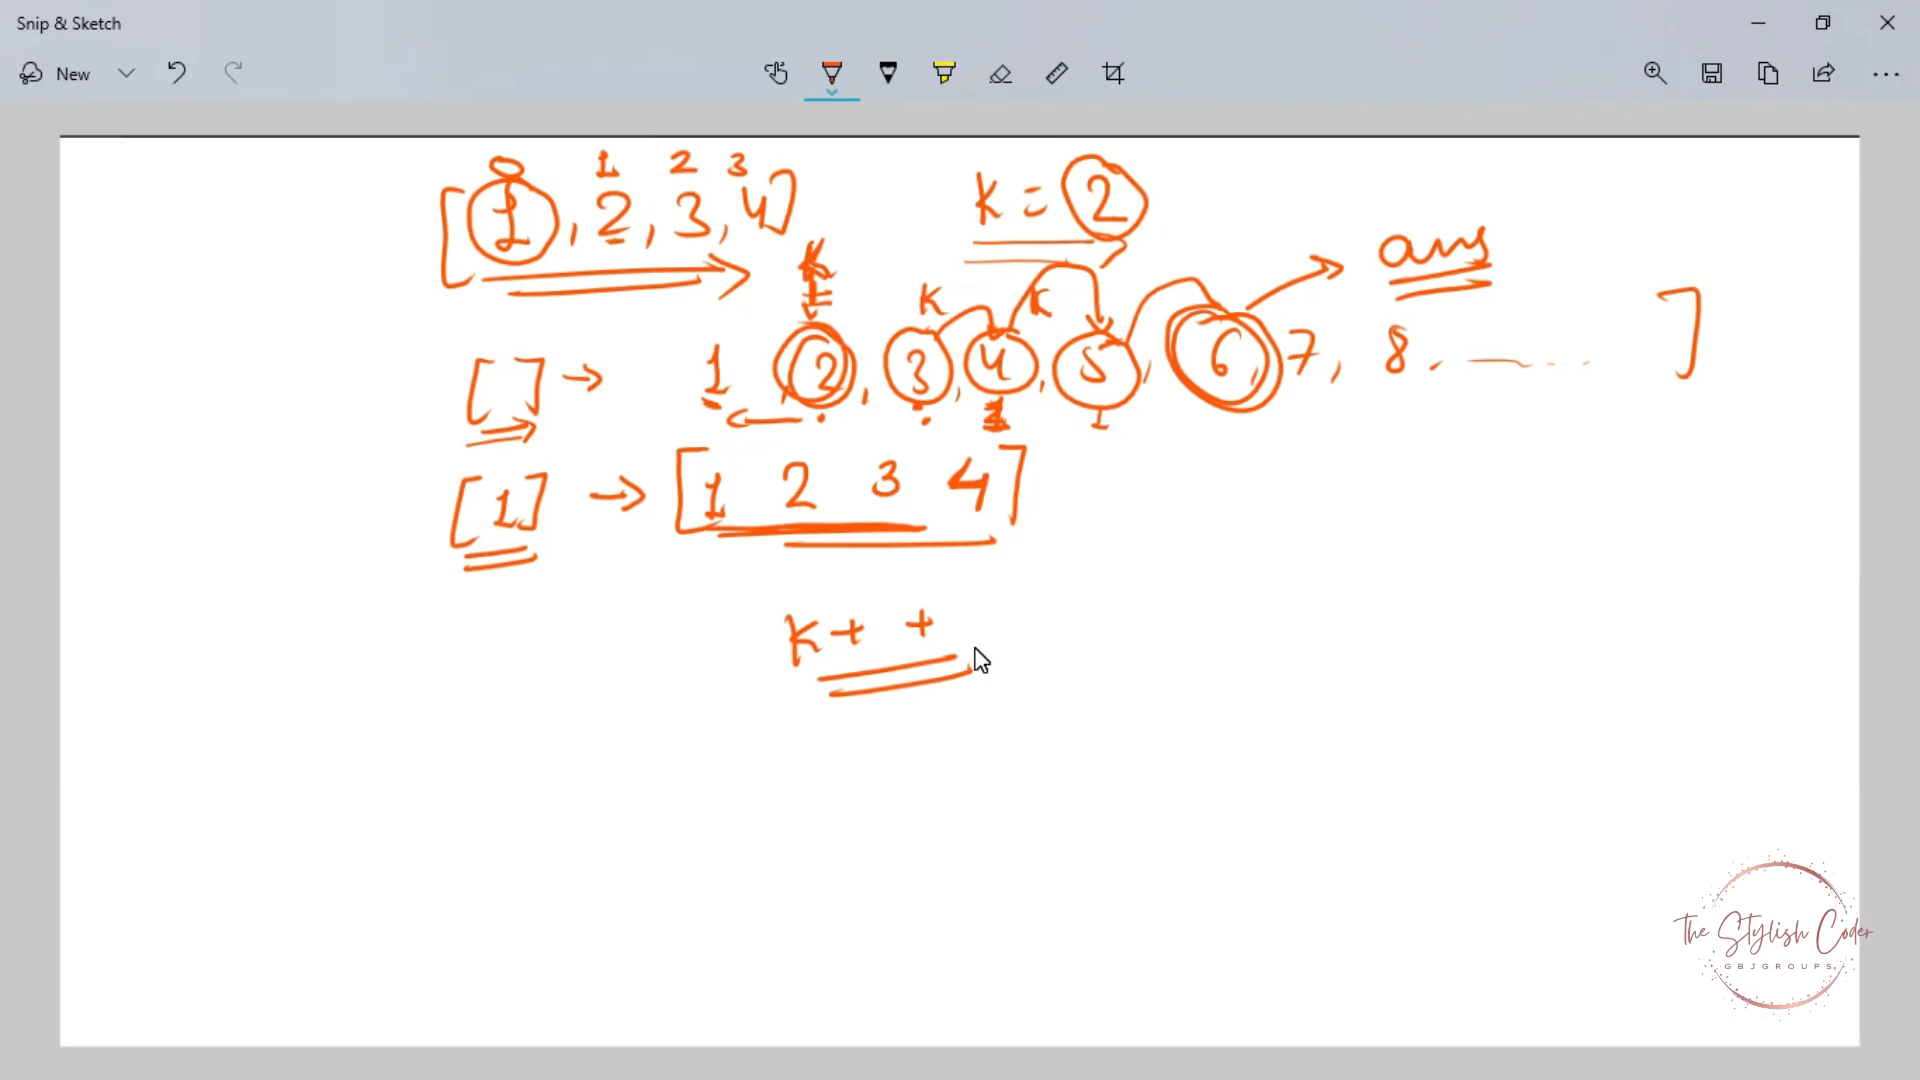 Snip & Sketch
New
0 1 2 3
[1, 2, 3, 4] K = 2
ans
K K K
[ ] → 1 2, 3, 4, 5, 6, 7, 8. ]
[1] → [1 2 3 4]
K++
The Stylish Coder
GBJGROUPS